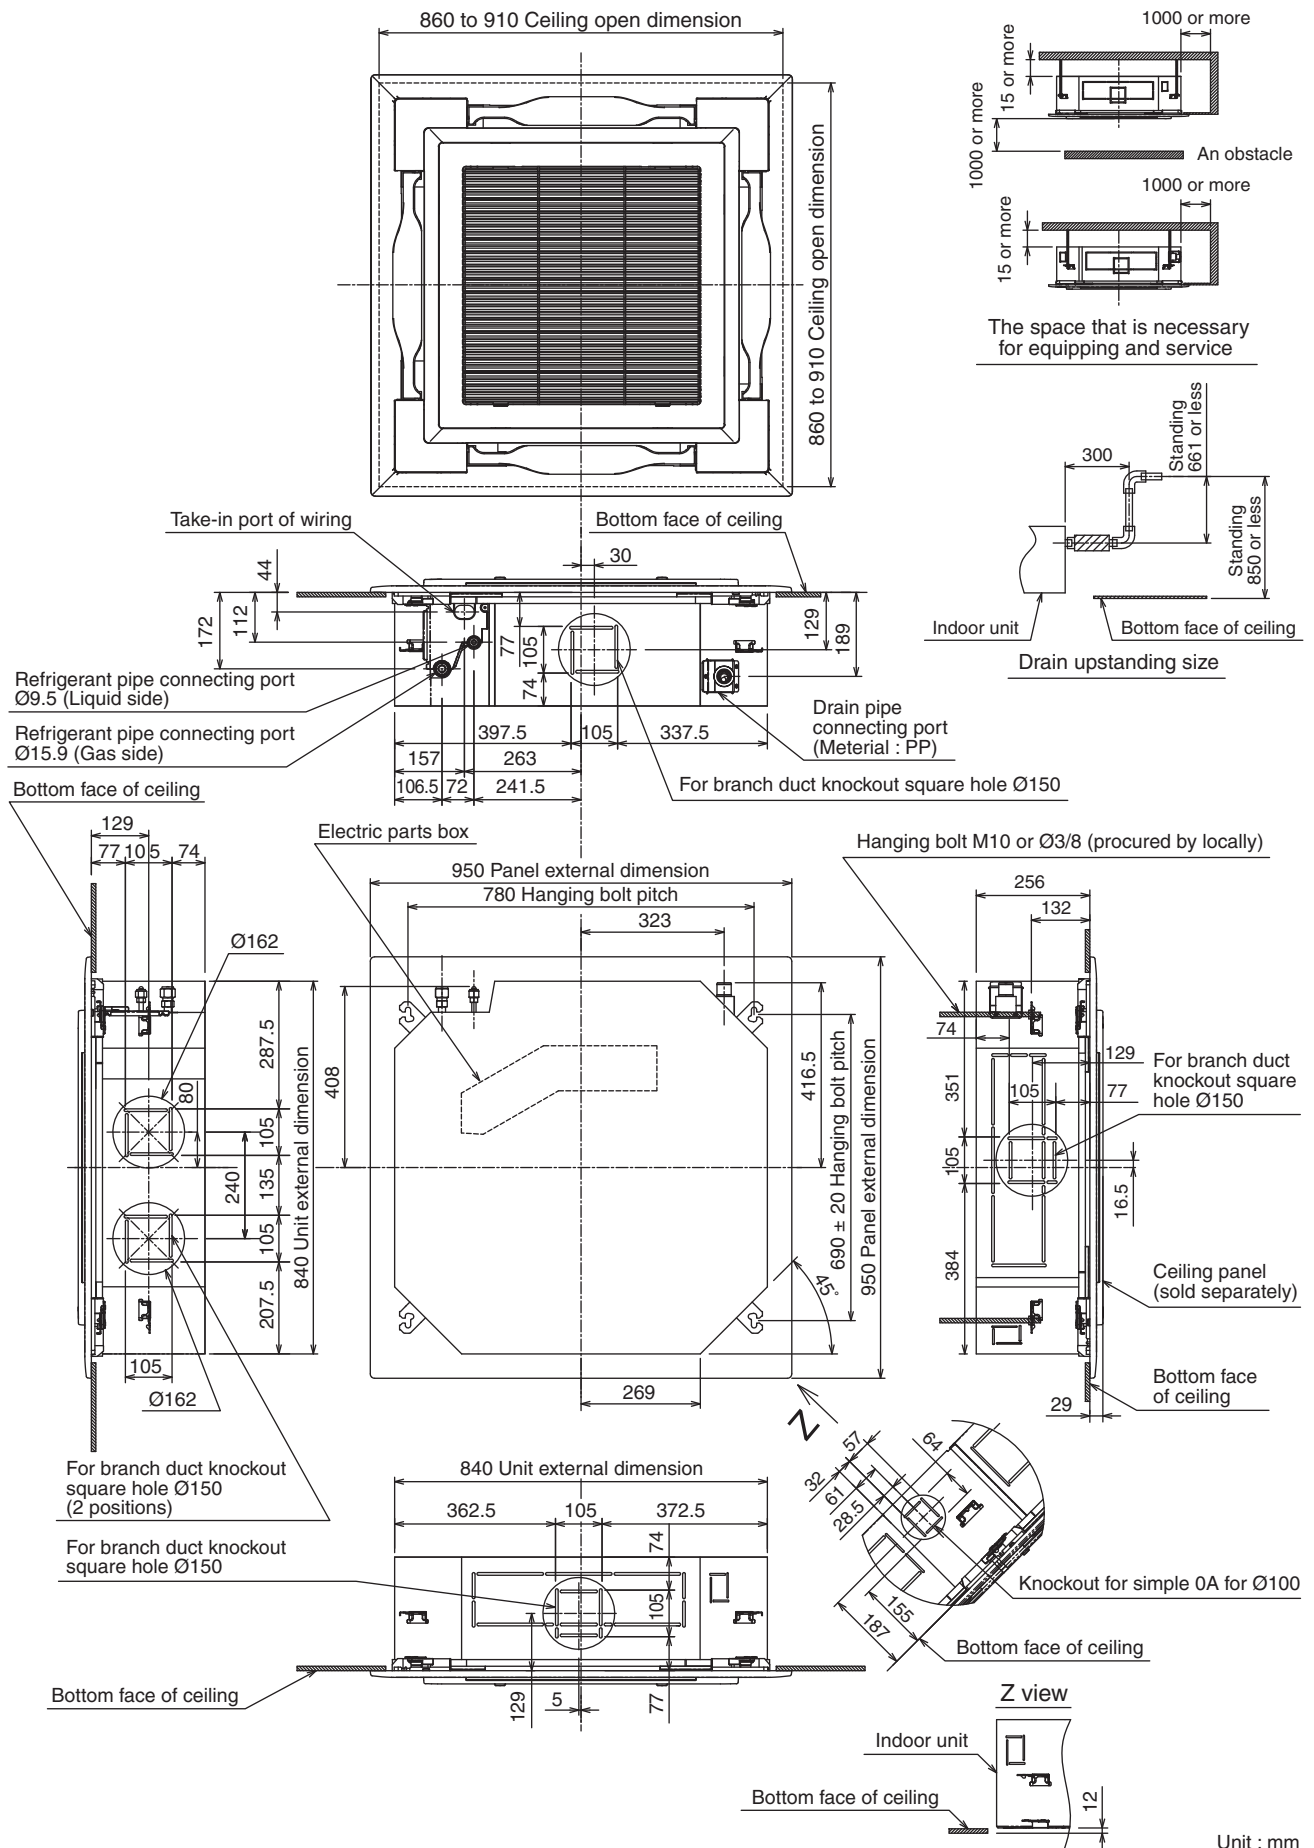 860 to 910 Ceiling open dimension
860 to 910 Ceiling open dimension
1000 or more
15 or more
1000 or more
An obstacle
1000 or more
15 or more
The space that is necessary
for equipping and service
300
Standing
661 or less
Standing
850 or less
Indoor unit
Bottom face of ceiling
Drain upstanding size
Take-in port of wiring
Bottom face of ceiling
44
30
172
112
77
105
74
129
189
Refrigerant pipe connecting port
Ø9.5 (Liquid side)
Refrigerant pipe connecting port
Ø15.9 (Gas side)
Drain pipe
connecting port
(Meterial : PP)
397.5
105
337.5
157
263
106.5
72
241.5
For branch duct knockout square hole Ø150
Bottom face of ceiling
129
77
105
74
Ø162
287.5
80
105
135
240
105
207.5
840 Unit external dimension
105
Ø162
For branch duct knockout
square hole Ø150
(2 positions)
Electric parts box
950 Panel external dimension
780 Hanging bolt pitch
323
408
416.5
690 ± 20 Hanging bolt pitch
950 Panel external dimension
45°
269
Z
Hanging bolt M10 or Ø3/8 (procured by locally)
256
132
74
129
For branch duct
knockout square
hole Ø150
105
77
351
105
384
16.5
Ceiling panel
(sold separately)
Bottom face
of ceiling
29
840 Unit external dimension
362.5
105
372.5
For branch duct knockout
square hole Ø150
74
105
77
129
5
Bottom face of ceiling
57
64
32
61
28.5
Knockout for simple 0A for Ø100
155
187
Bottom face of ceiling
Z view
Indoor unit
Bottom face of ceiling
12
Unit : mm